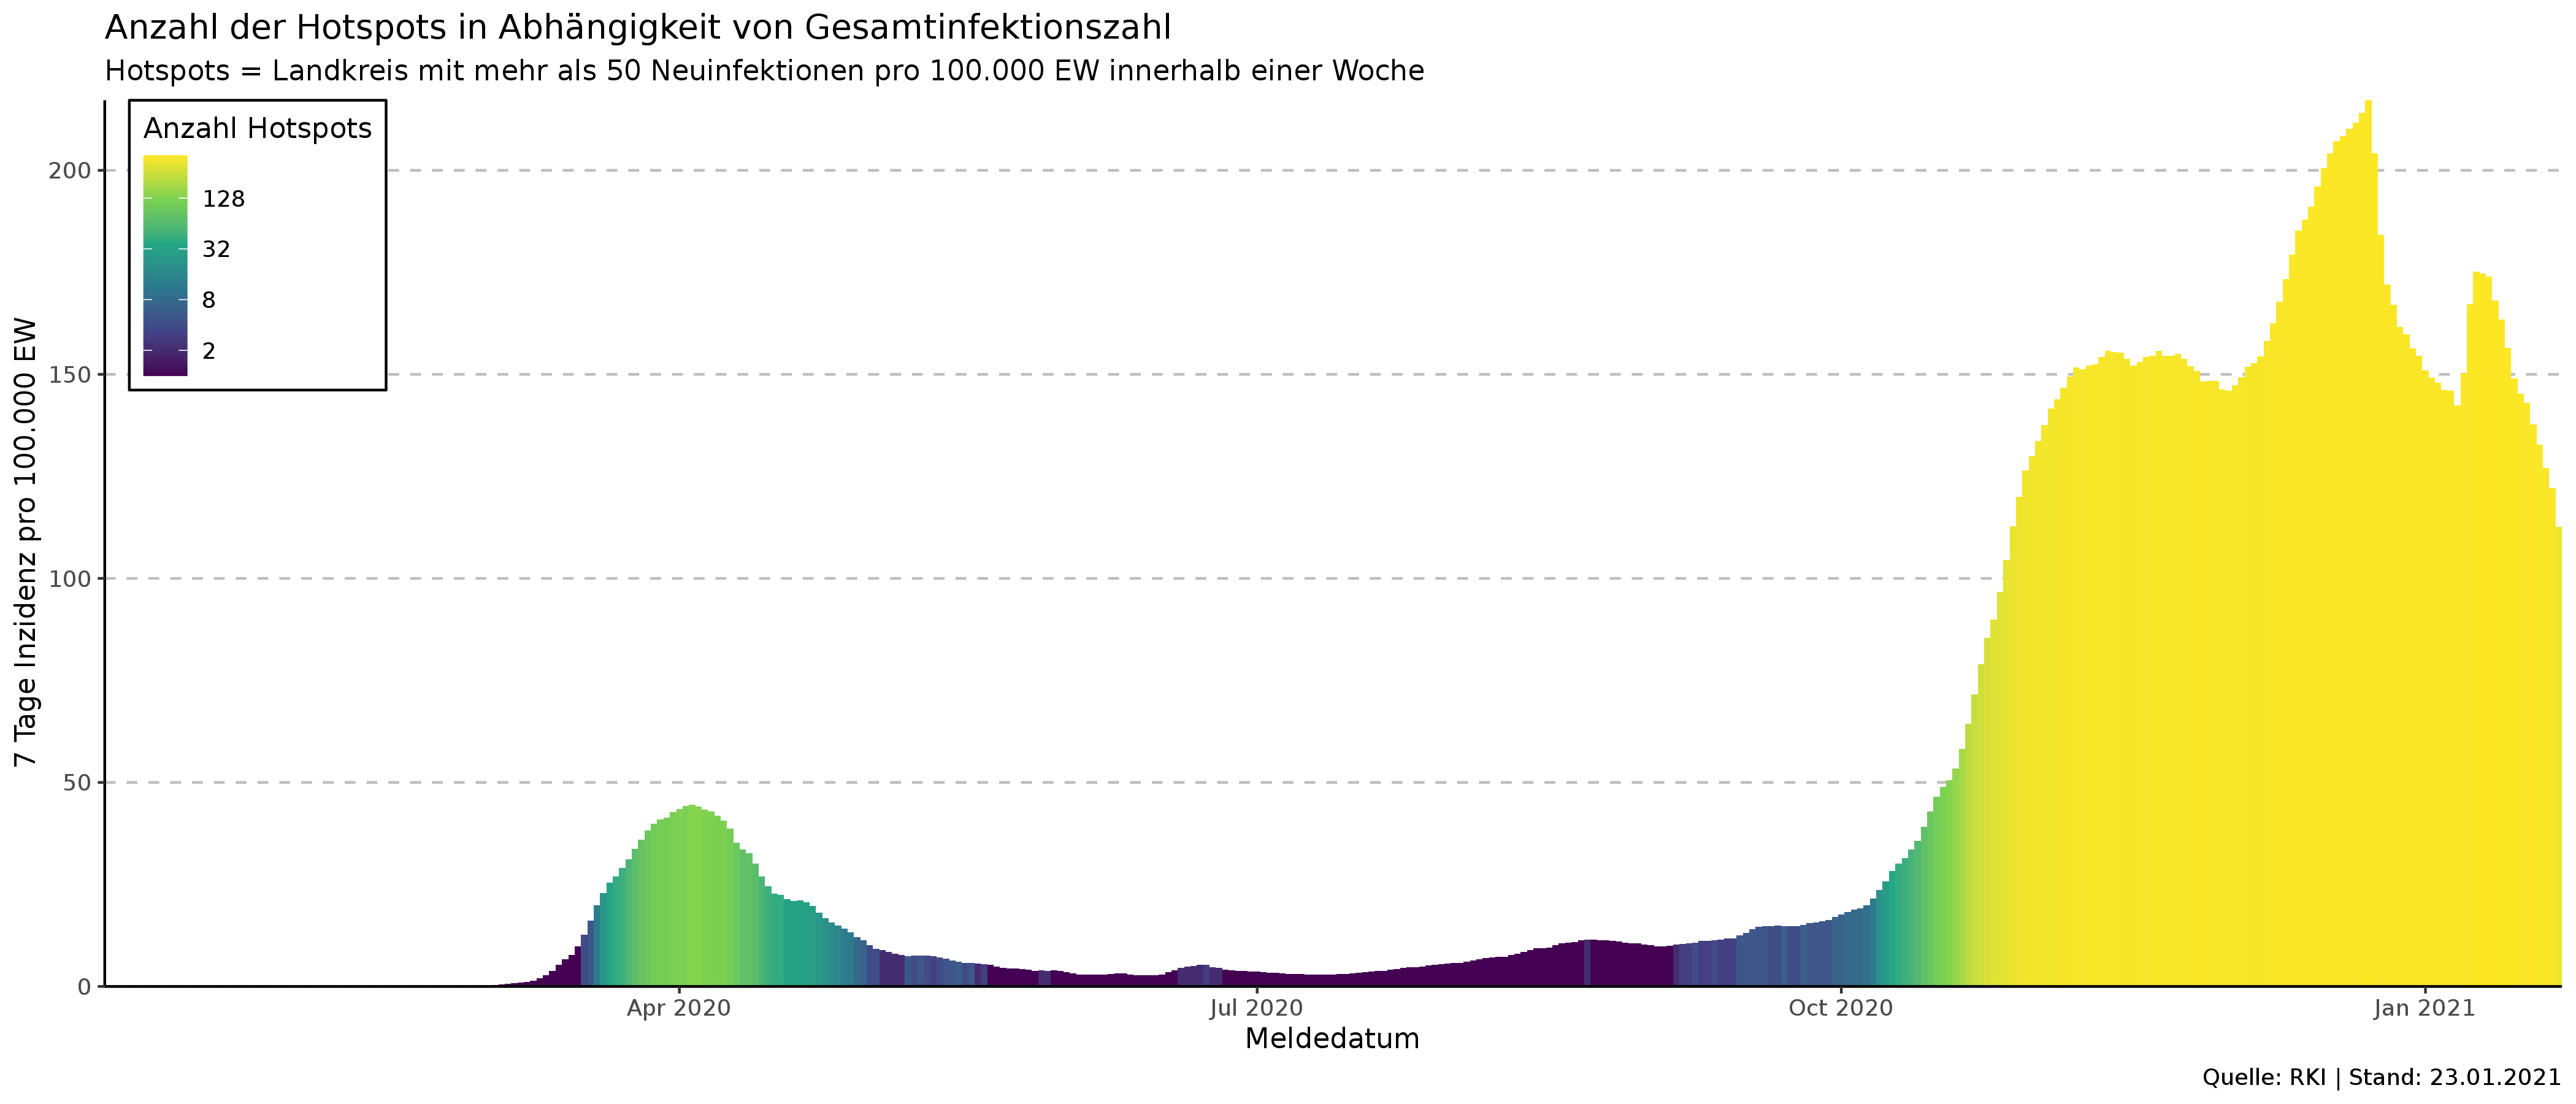 Anzahl der Hotspots in Abhängigkeit von Gesamtinfektionszahl
Hotspots = Landkreis mit mehr als 50 Neuinfektionen pro 100.000 EW innerhalb einer Woche
Anzahl Hotspots
128
32
8
2
7 Tage Inzidenz pro 100.000 EW
200
150
100
50
0
Apr 2020
Jul 2020
Oct 2020
Jan 2021
Meldedatum
Quelle: RKI | Stand: 23.01.2021